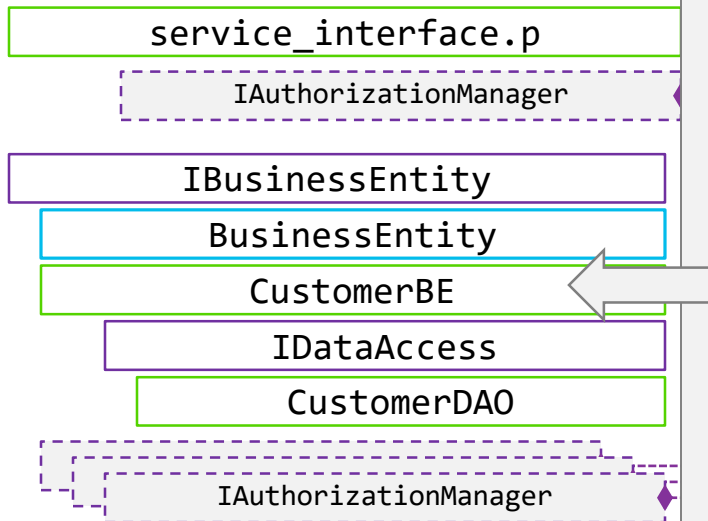 service_interface.p
IAuthorizationManager
IBusinessEntity
BusinessEntity
CustomerBE
IDataAccess
CustomerDAO
IAuthorizationManager